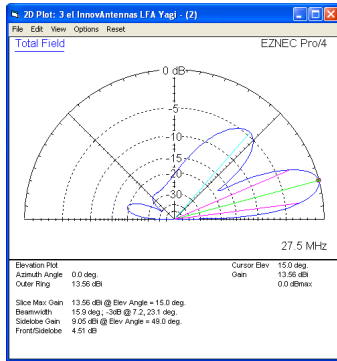 2D Plot: 3 el InnovAntennas LFA Yagi - (2)
File Edit View Options Reset
Total Field
EZNEC Pro/4
0 dB
-5
-10
-15
-20
-30
27.5 MHz
Elevation Plot
Azimuth Angle 0.0 deg.
Outer Ring 13.56 dBi
Cursor Elev 15.0 deg.
Gain 13.56 dBi
0.0 dBmax
Slice Max Gain 13.56 dBi @ Elev Angle = 15.0 deg.
Beamwidth 15.9 deg.; -3dB @ 7.2, 23.1 deg.
Sidelobe Gain 9.05 dBi @ Elev Angle = 49.0 deg.
Front/Sidelobe 4.51 dB